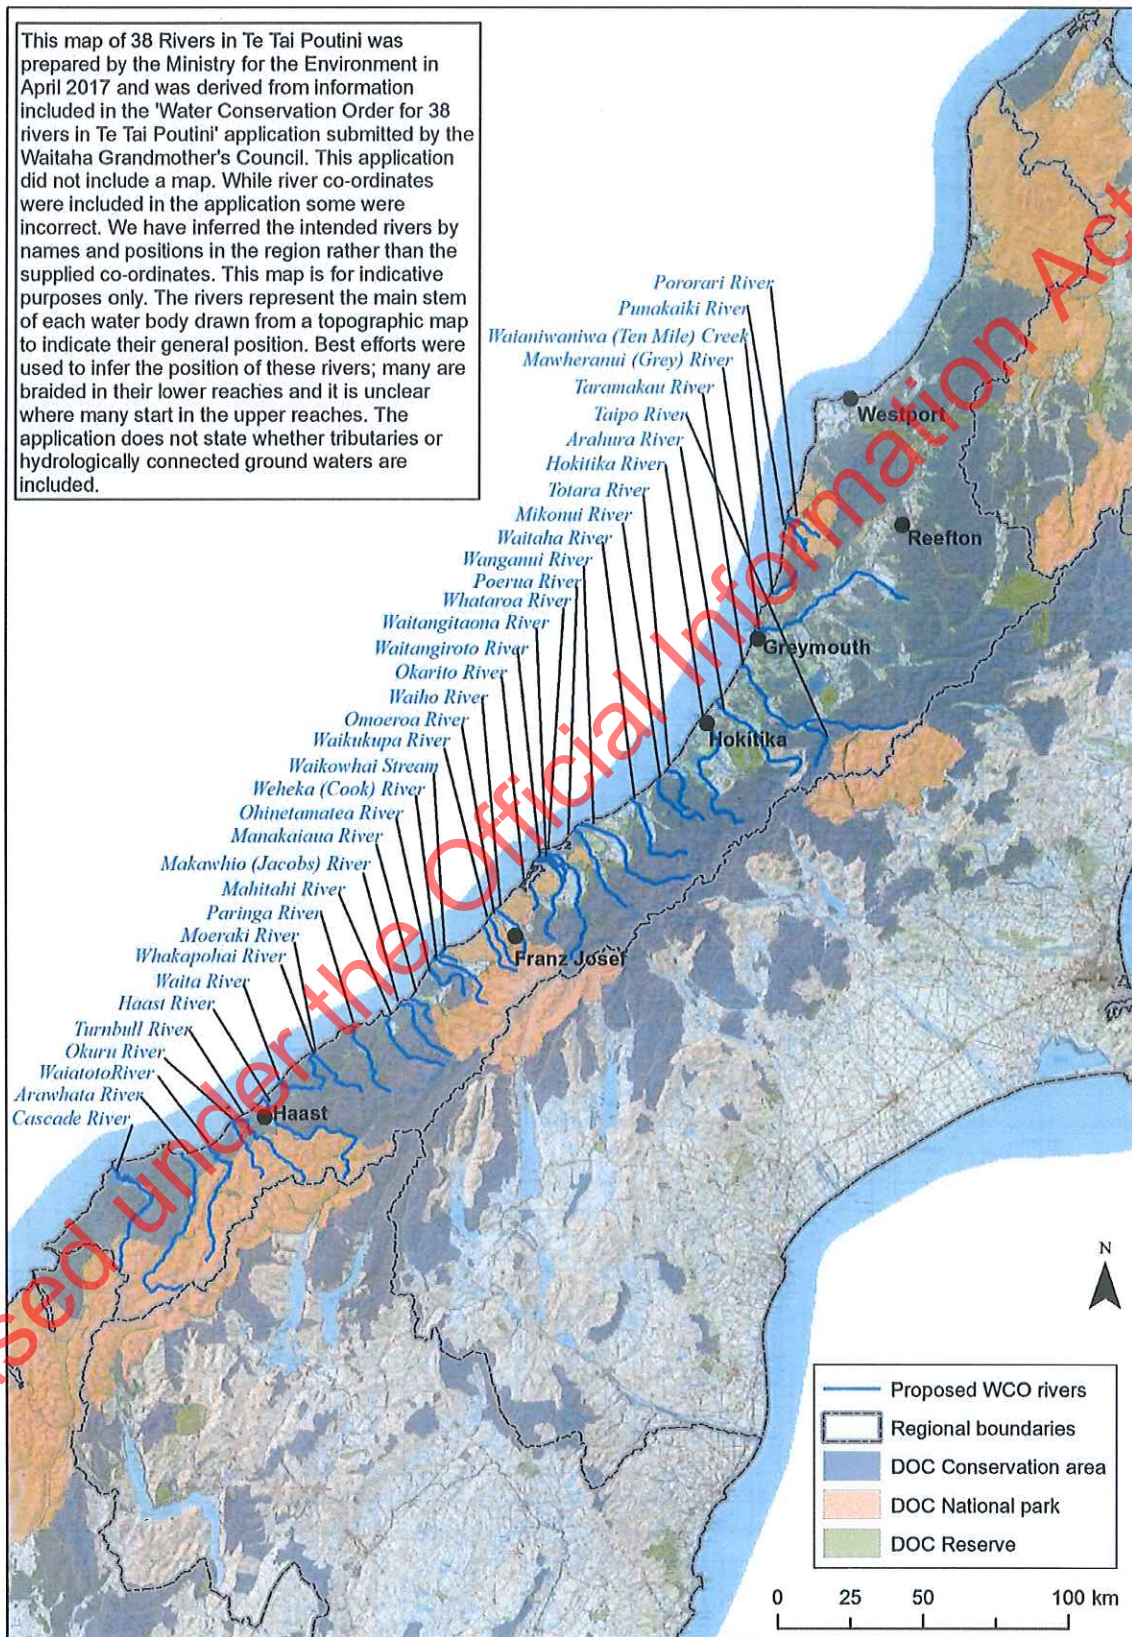 This map of 38 Rivers in Te Tai Poutini was
prepared by the Ministry for the Environment in
April 2017 and was derived from information
included in the 'Water Conservation Order for 38
rivers in Te Tai Poutini' application submitted by the
Waitaha Grandmother's Council. This application
did not include a map. While river co-ordinates
were included in the application some were
incorrect. We have inferred the intended rivers by
names and positions in the region rather than the
supplied co-ordinates. This map is for indicative
purposes only. The rivers represent the main stem
of each water body drawn from a topographic map
to indicate their general position. Best efforts were
used to infer the position of these rivers; many are
braided in their lower reaches and it is unclear
where many start in the upper reaches. The
application does not state whether tributaries or
hydrologically connected ground waters are
included.
Pororari River
Punakaiki River
Waianiwaniwa (Ten Mile) Creek
Mawheranui (Grey) River
Taramakau River
Taipo River
Arahura River
Hokitika River
Totara River
Mikonui River
Waitaha River
Wanganui River
Poerua River
Whataroa River
Waitangitaona River
Waitangiroto River
Okarito River
Waiho River
Omoeroa River
Waikukupa River
Waikowhai Stream
Weheka (Cook) River
Ohinetamatea River
Manakaiaua River
Makawhio (Jacobs) River
Mahitahi River
Paringa River
Moeraki River
Whakapohai River
Waita River
Haast River
Turnbull River
Okuru River
WaiatotoRiver
Arawhata River
Cascade River
Westport
Reefton
Greymouth
Hokitika
Franz Josef
Haast
sed under the Official Information Act
N
Proposed WCO rivers
Regional boundaries
DOC Conservation area
DOC National park
DOC Reserve
0 25 50 100 km